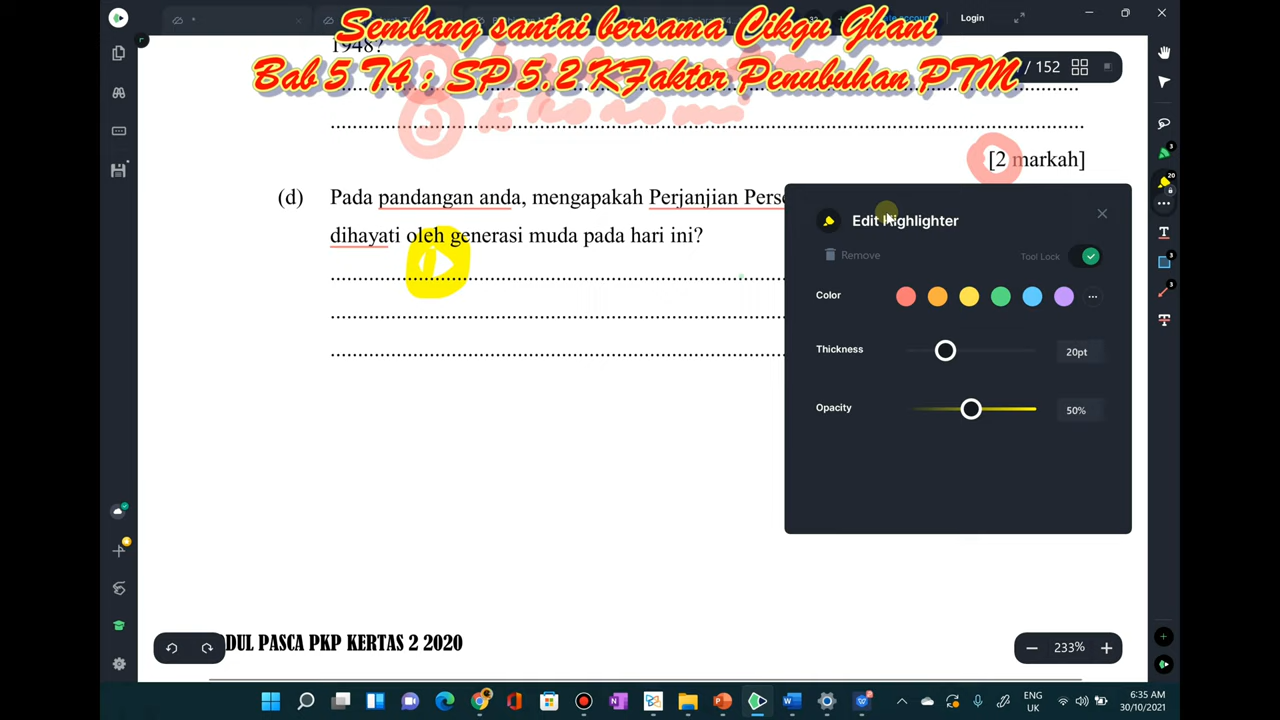 Login
Sembang santai bersama Cikgu Ghani
Bab 5 T4 : SP 5.2 KFaktor Penubuhan PTM
1948?
/ 152
[2 markah]
(d) Pada pandangan anda, mengapakah Perjanjian Perse
dihayati oleh generasi muda pada hari ini?
Edit Highlighter
Remove
Tool Lock
Color
Thickness
20pt
Opacity
50%
DUL PASCA PKP KERTAS 2 2020
233%
ENG
UK
6:35 AM
30/10/2021